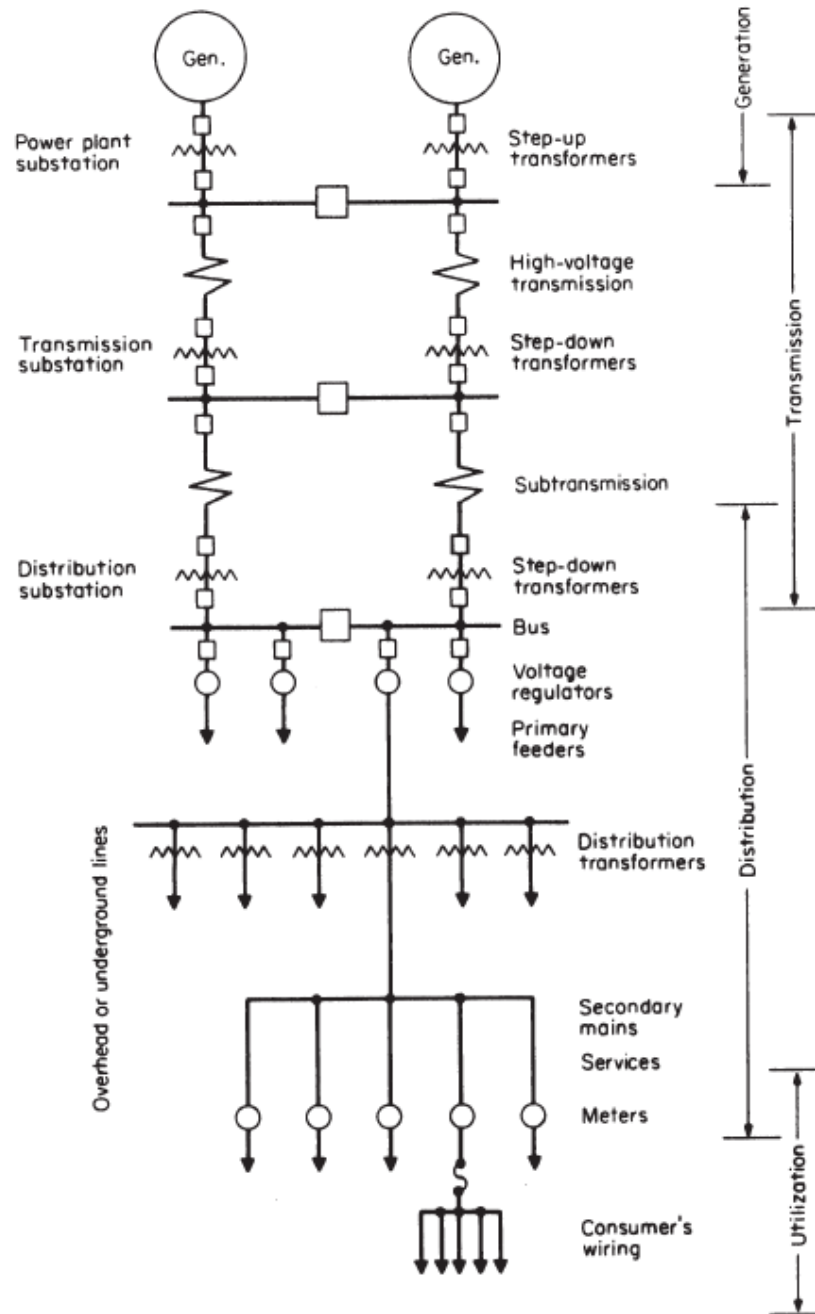 Gen.
Gen.
Generation
Power plant
substation
Step-up
transformers
High-voltage
transmission
Transmission
substation
Step-down
transformers
Transmission
Subtransmission
Distribution
substation
Step-down
transformers
Bus
Voltage
regulators
Primary
feeders
Distribution
Distribution
transformers
Overhead or underground lines
Secondary
mains
Services
Meters
Utilization
Consumer's
wiring